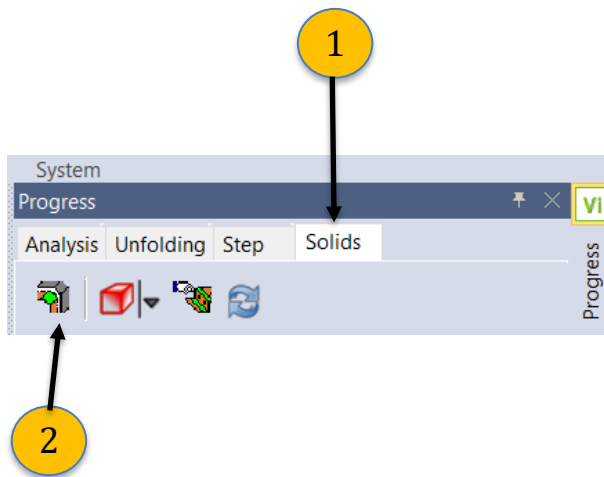 1
System
Progress
Vi
Analysis Unfolding Step Solids
Progress
2